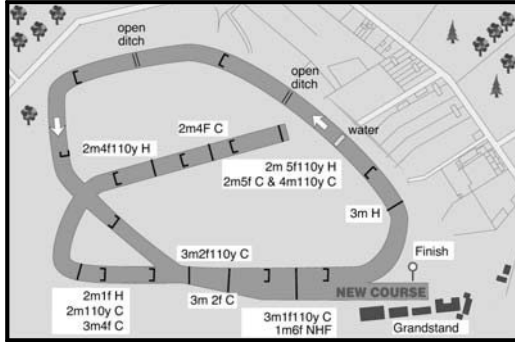 open
ditch
open
ditch
water
2m4F C
2m4f110y H
2m 5f110y H
2m5f C & 4m110y C
3m H
3m2f110y C
Finish
3m 2f C
2m1f H
2m110y C
3m4f C
NEW COURSE
3m1f110y C
1m6f NHF
Grandstand